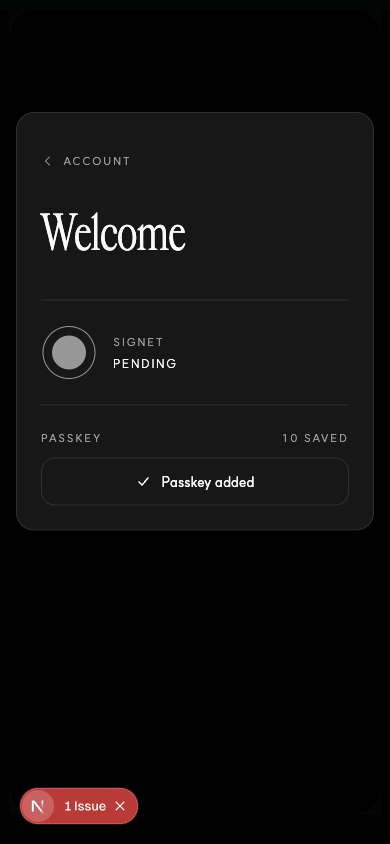 ACCOUNT
Welcome
SIGNET
PENDING
PASSKEY 10 SAVED
Passkey added
N 1 Issue